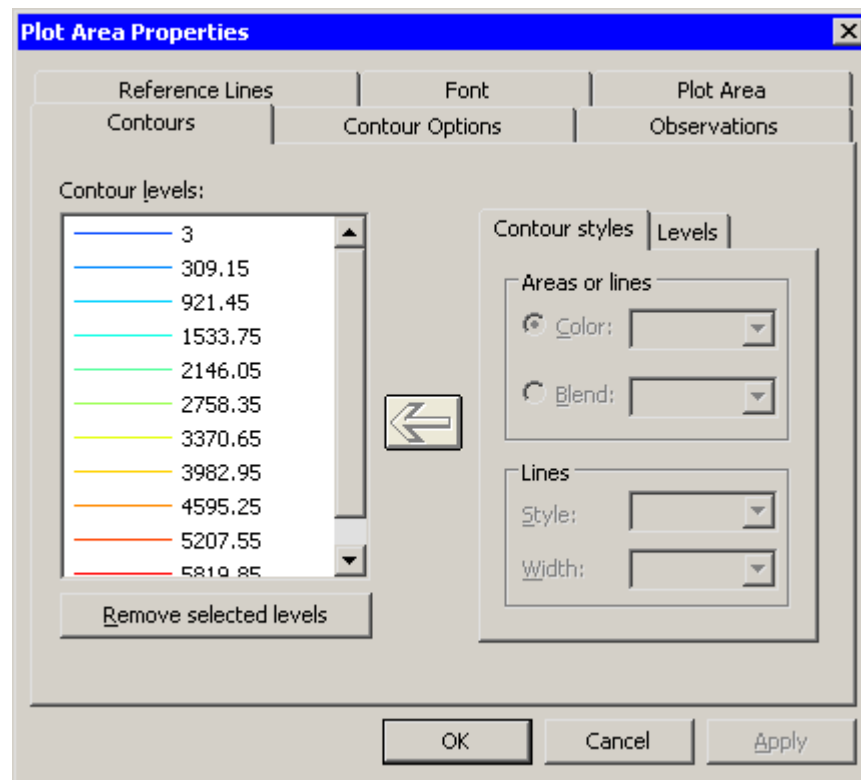 Plot Area Properties
Reference Lines
Font
Plot Area
Contours
Contour Options
Observations
Contour levels:
3
309.15
921.45
1533.75
2146.05
2758.35
3370.65
3982.95
4595.25
5207.55
5819.85
Remove selected levels
Contour styles
Levels
Areas or lines
Color:
Blend:
Lines
Style:
Width:
OK
Cancel
Apply